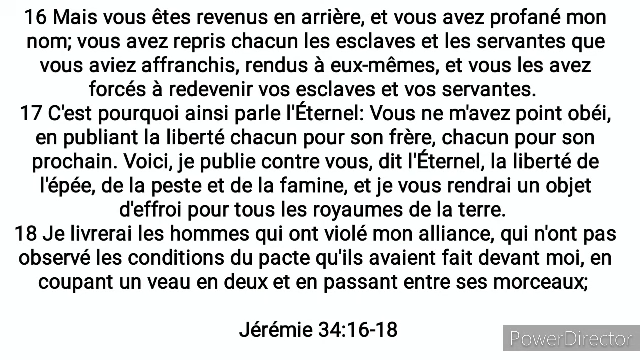 16 Mais vous êtes revenus en arrière, et vous avez profané mon
nom; vous avez repris chacun les esclaves et les servantes que
vous aviez affranchis, rendus à eux-mêmes, et vous les avez
forcés à redevenir vos esclaves et vos servantes.
17 C'est pourquoi ainsi parle l'Éternel: Vous ne m'avez point obéi,
en publiant la liberté chacun pour son frère, chacun pour son
prochain. Voici, je publie contre vous, dit l'Éternel, la liberté de
l'épée, de la peste et de la famine, et je vous rendrai un objet
d'effroi pour tous les royaumes de la terre.
18 Je livrerai les hommes qui ont violé mon alliance, qui n'ont pas
observé les conditions du pacte qu'ils avaient fait devant moi, en
coupant un veau en deux et en passant entre ses morceaux;
Jérémie 34:16-18
PowerDirector